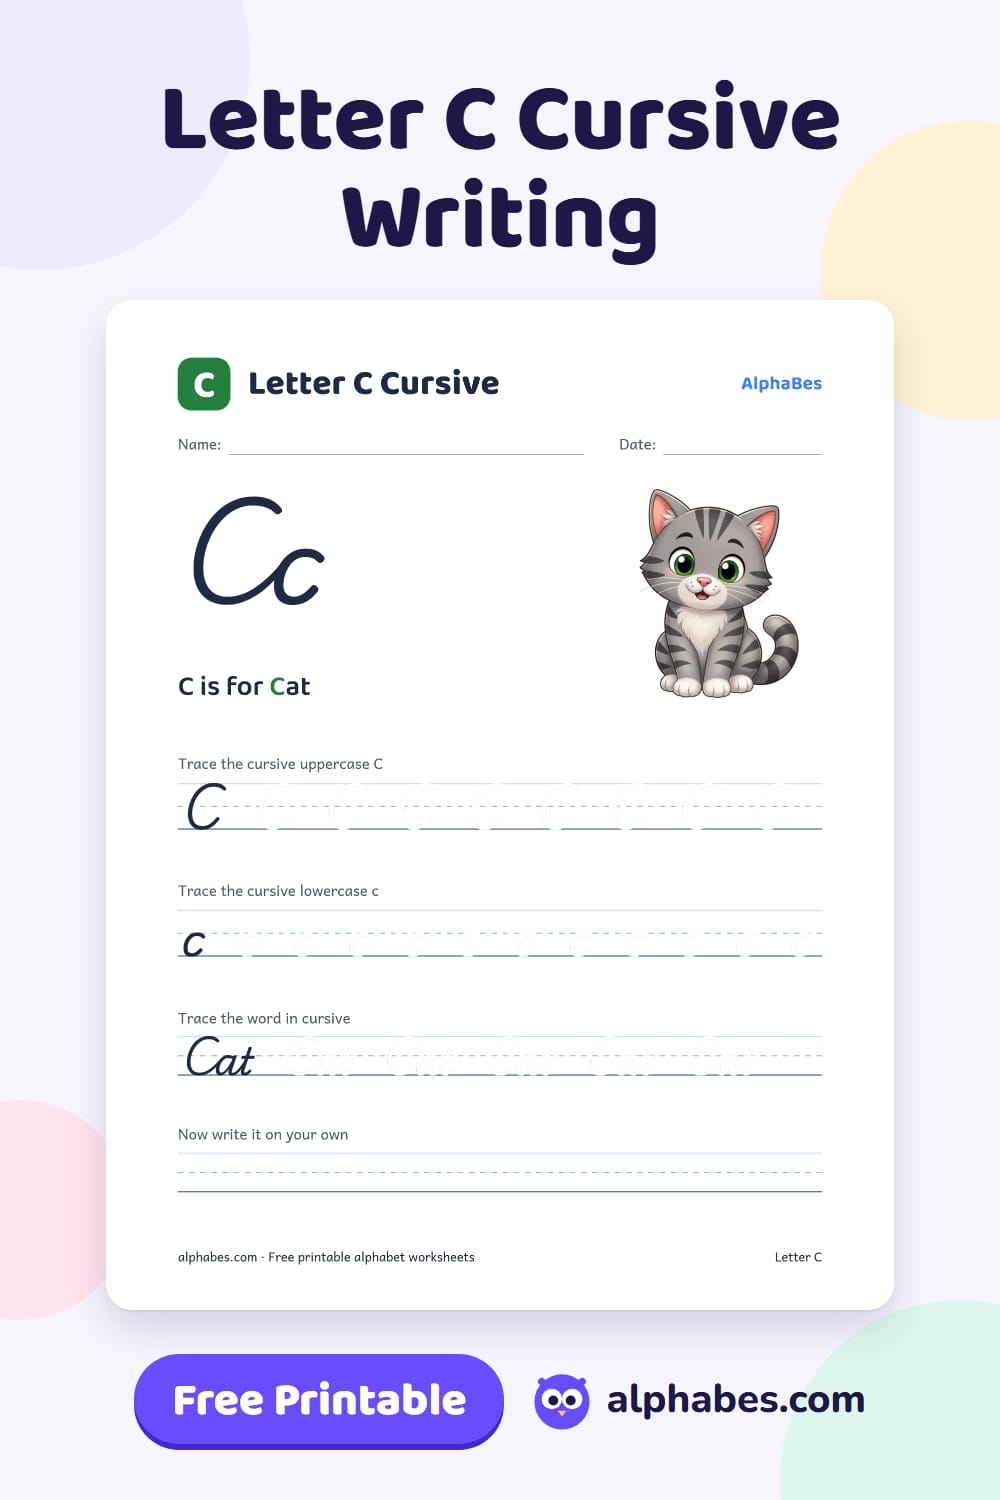 Letter C Cursive
Writing
C Letter C Cursive
AlphaBes
Name: Date:
Cc
C is for Cat
Trace the cursive uppercase C
C
Trace the cursive lowercase c
c
Trace the word in cursive
Cat
Now write it on your own
alphabes.com · Free printable alphabet worksheets
Letter C
Free Printable
alphabes.com